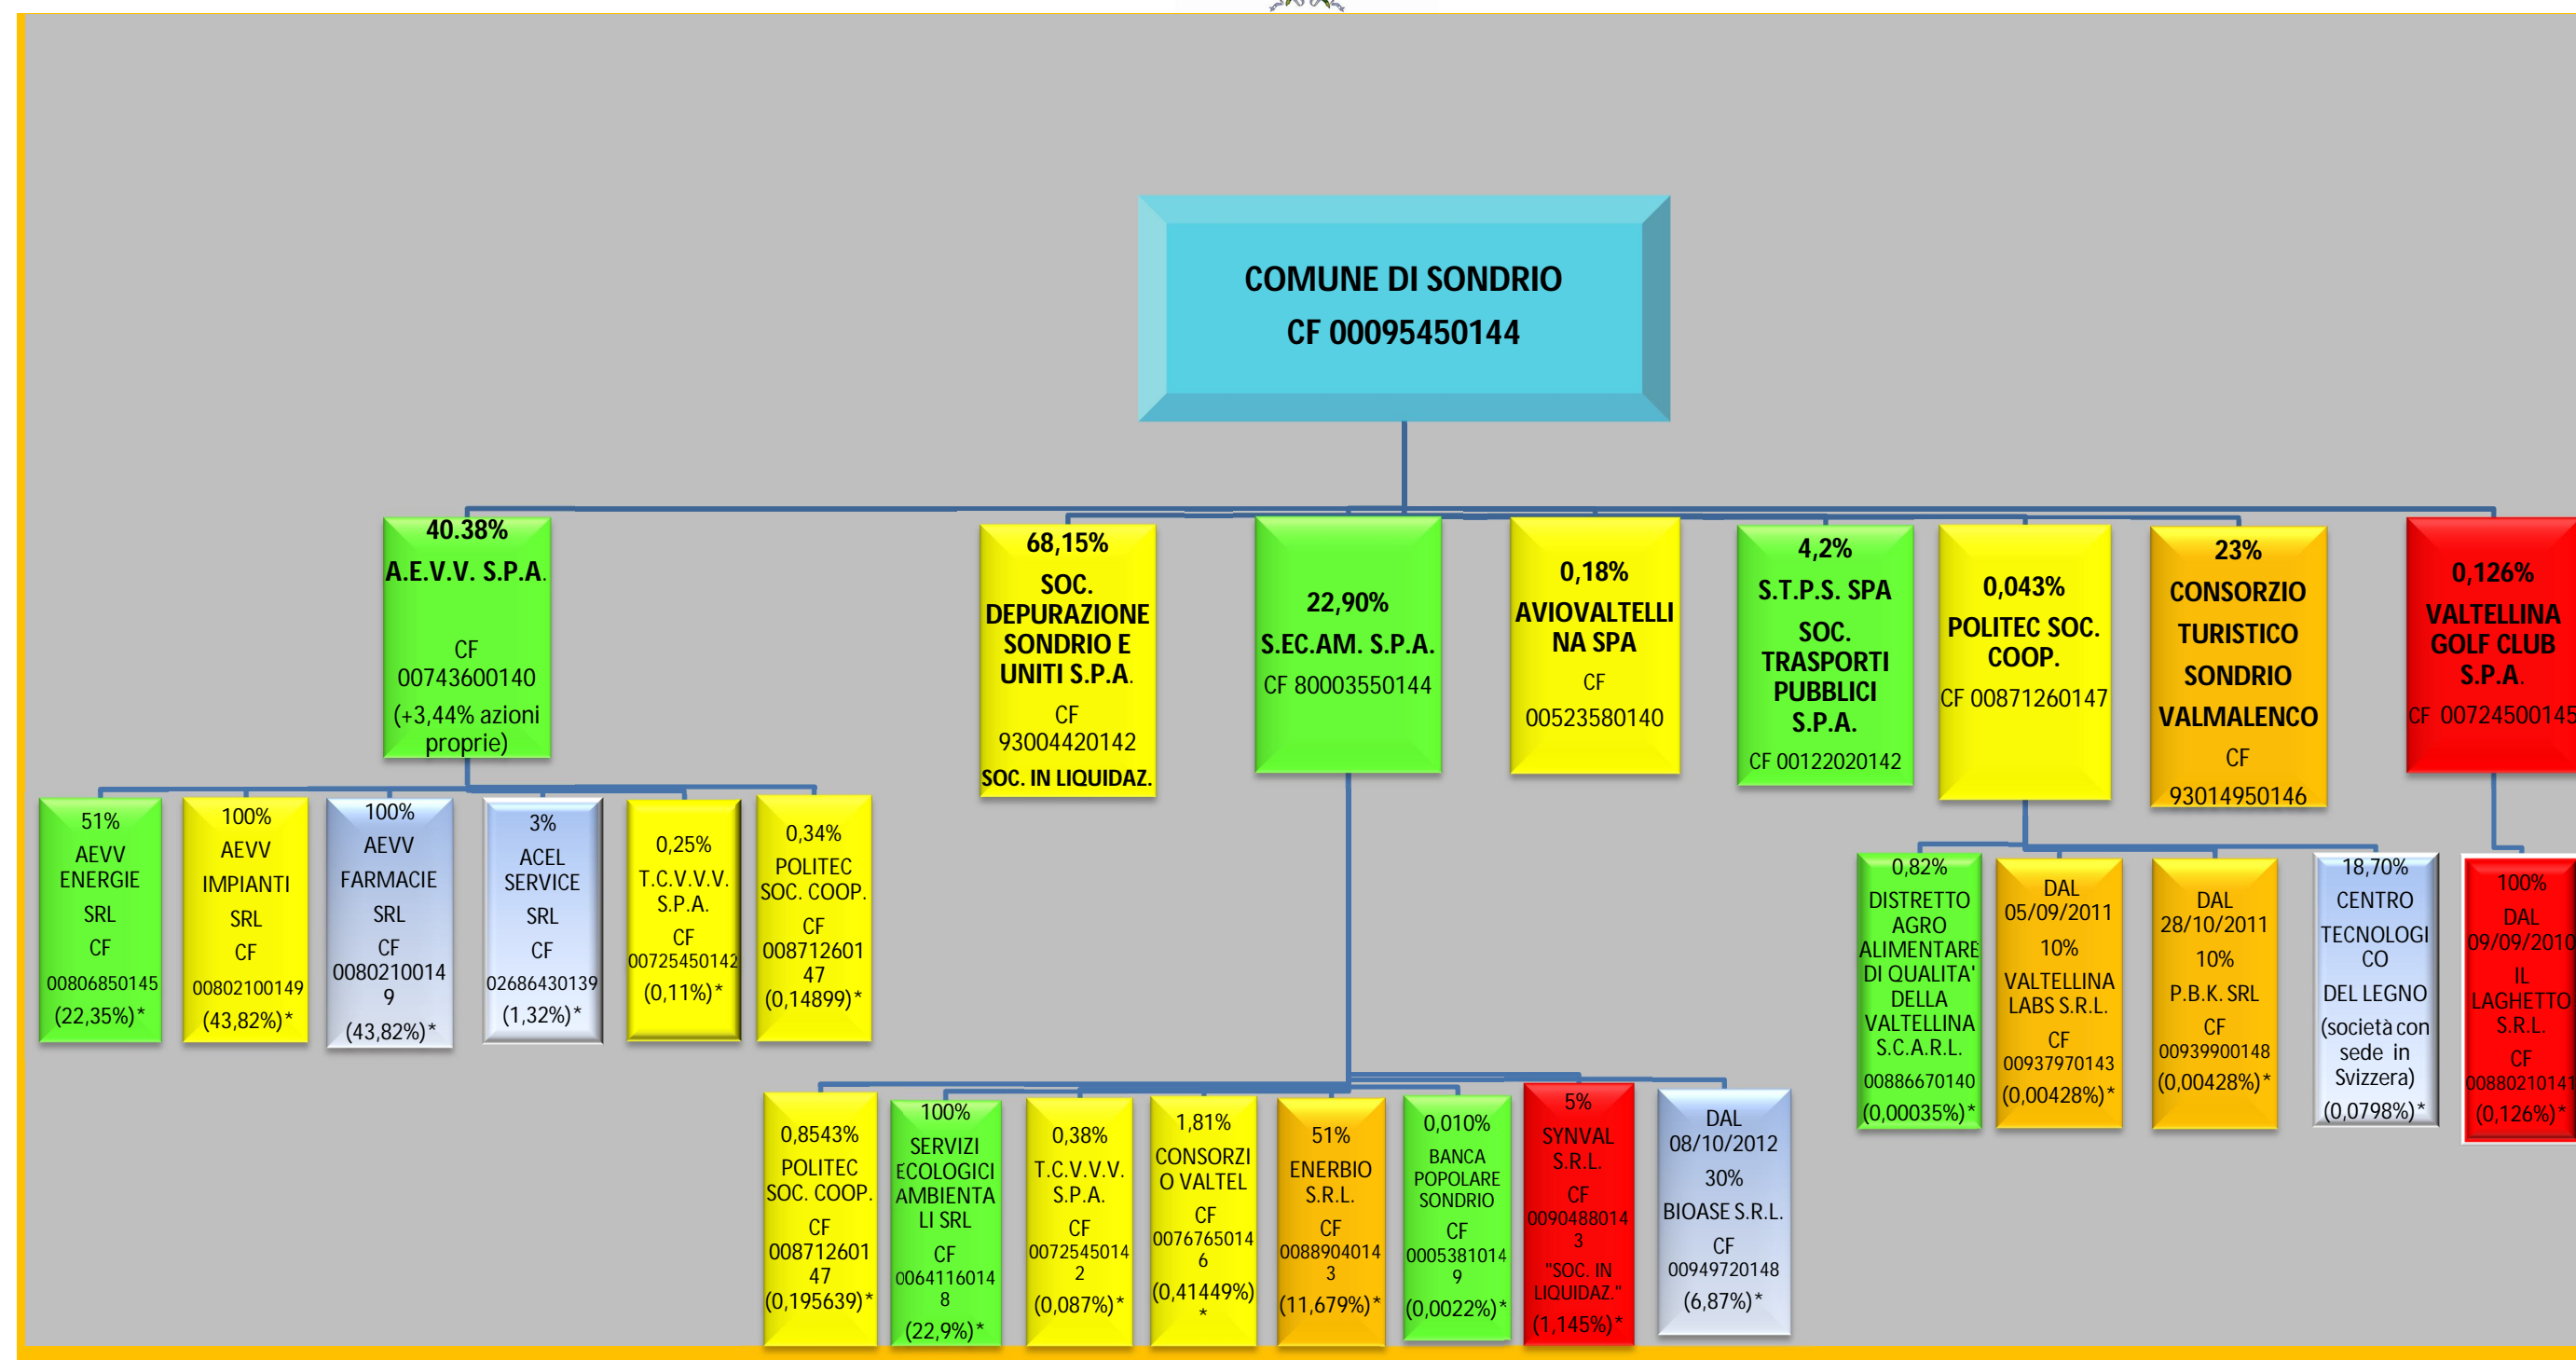 COMUNE DI SONDRIO
CF 00095450144
40.38%
A.E.V.V. S.P.A.
CF
00743600140
(+3,44% azioni
proprie)
68,15%
SOC.
DEPURAZIONE
SONDRIO E
UNITI S.P.A.
CF
93004420142
SOC. IN LIQUIDAZ.
22,90%
S.EC.AM. S.P.A.
CF 80003550144
0,18%
AVIOVALTELLI
NA SPA
CF
00523580140
4,2%
S.T.P.S. SPA
SOC.
TRASPORTI
PUBBLICI
S.P.A.
CF 00122020142
0,043%
POLITEC SOC.
COOP.
CF 00871260147
23%
CONSORZIO
TURISTICO
SONDRIO
VALMALENCO
CF
93014950146
0,126%
VALTELLINA
GOLF CLUB
S.P.A.
CF 00724500145
51%
AEVV
ENERGIE
SRL
CF
00806850145
(22,35%)*
100%
AEVV
IMPIANTI
SRL
CF
00802100149
(43,82%)*
100%
AEVV
FARMACIE
SRL
CF
0080210014
9
(43,82%)*
3%
ACEL
SERVICE
SRL
CF
02686430139
(1,32%)*
0,25%
T.C.V.V.V.
S.P.A.
CF
00725450142
(0,11%)*
0,34%
POLITEC
SOC. COOP.
CF
008712601
47
(0,14899)*
0,82%
DISTRETTO
AGRO
ALIMENTARE
DI QUALITA'
DELLA
VALTELLINA
S.C.A.R.L.
00886670140
(0,00035%)*
DAL
05/09/2011
10%
VALTELLINA
LABS S.R.L.
CF
00937970143
(0,00428%)*
DAL
28/10/2011
10%
P.B.K. SRL
CF
00939900148
(0,00428%)*
18,70%
CENTRO
TECNOLOGI
CO
DEL LEGNO
(società con
sede in
Svizzera)
(0,0798%)*
100%
DAL
09/09/2010
IL
LAGHETTO
S.R.L.
CF
00880210141
(0,126%)*
0,8543%
POLITEC
SOC. COOP.
CF
008712601
47
(0,195639)*
100%
SERVIZI
ECOLOGICI
AMBIENTA
LI SRL
CF
0064116014
8
(22,9%)*
0,38%
T.C.V.V.V.
S.P.A.
CF
0072545014
2
(0,087%)*
1,81%
CONSORZI
O VALTEL
CF
0076765014
6
(0,41449%)
*
51%
ENERBIO
S.R.L.
CF
0088904014
3
(11,679%)*
0,010%
BANCA
POPOLARE
SONDRIO
CF
0005381014
9
(0,0022%)*
5%
SYNVAL
S.R.L.
CF
0090488014
3
"SOC. IN
LIQUIDAZ."
(1,145%)*
DAL
08/10/2012
30%
BIOASE S.R.L.
CF
00949720148
(6,87%)*